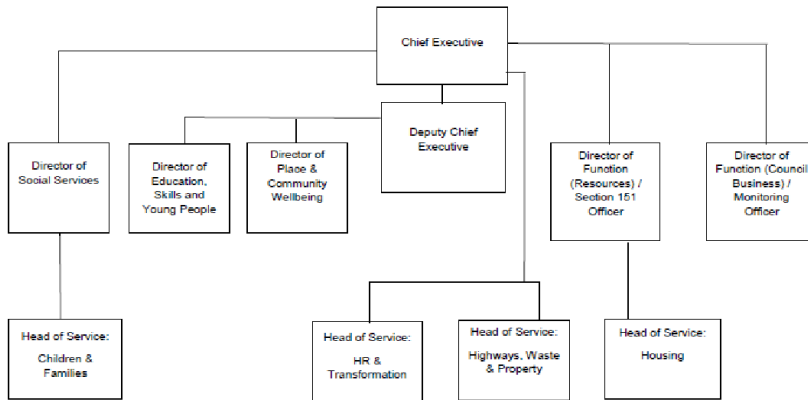 Chief Executive
Deputy Chief
Executive
Director of
Social Services
Director of
Education,
Skills and
Young People
Director of
Place &
Community
Wellbeing
Director of
Function
(Resources) /
Section 151
Officer
Director of
Function (Council
Business) /
Monitoring
Officer
Head of Service:
Children &
Families
Head of Service:
HR &
Transformation
Head of Service:
Highways, Waste
& Property
Head of Service:
Housing